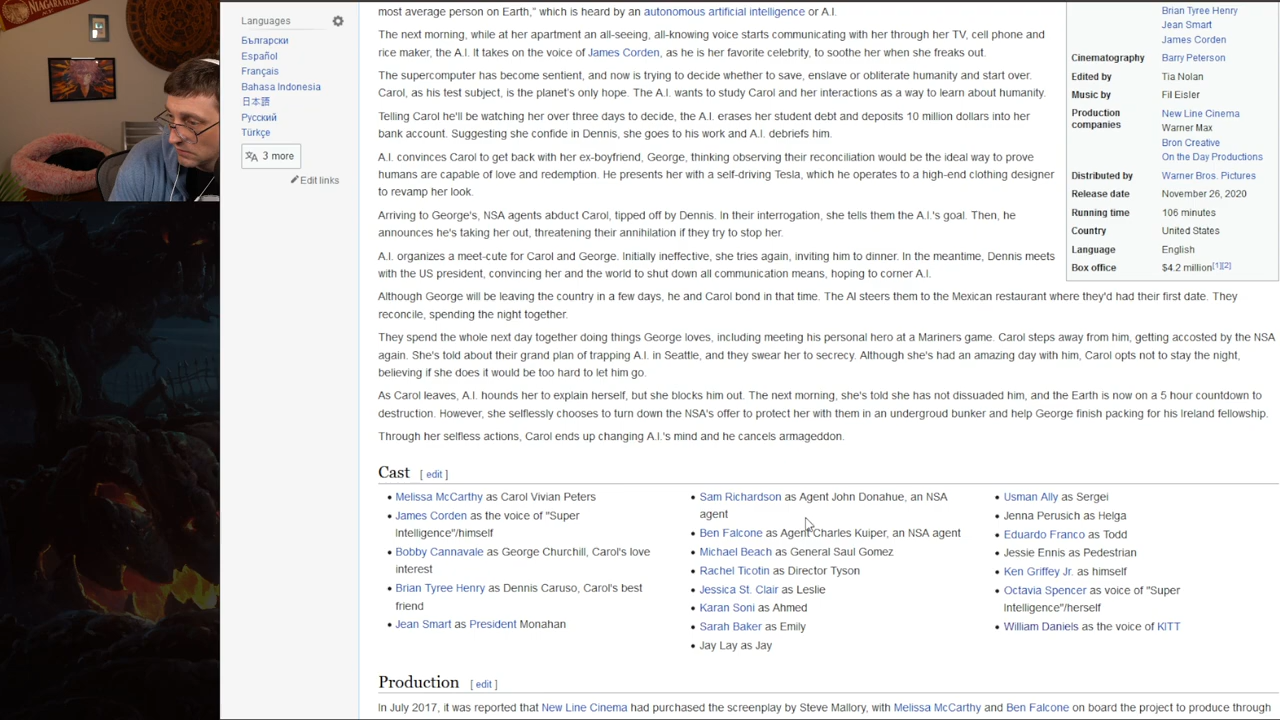 NIAGARA FALLS
Languages
Български
Español
Français
Bahasa Indonesia
日本語
Русский
Türkçe
3 more
Edit links
most average person on Earth," which is heard by an autonomous artificial intelligence or A.I.
The next morning, while at her apartment an all-seeing, all-knowing voice starts communicating with her through her TV, cell phone and
rice maker, the A.I. It takes on the voice of James Corden, as he is her favorite celebrity, to soothe her when she freaks out.
The supercomputer has become sentient, and now is trying to decide whether to save, enslave or obliterate humanity and start over.
Carol, as his test subject, is the planet's only hope. The A.I. wants to study Carol and her interactions as a way to learn about humanity.
Telling Carol he'll be watching her over three days to decide, the A.I. erases her student debt and deposits 10 million dollars into her
bank account. Suggesting she confide in Dennis, she goes to his work and A.I. debriefs him.
A.I. convinces Carol to get back with her ex-boyfriend, George, thinking observing their reconciliation would be the ideal way to prove
humans are capable of love and redemption. He presents her with a self-driving Tesla, which he operates to a high-end clothing designer
to revamp her look.
Arriving to George's, NSA agents abduct Carol, tipped off by Dennis. In their interrogation, she tells them the A.I.'s goal. Then, he
announces he's taking her out, threatening their annihilation if they try to stop her.
A.I. organizes a meet-cute for Carol and George. Initially ineffective, she tries again, inviting him to dinner. In the meantime, Dennis meets
with the US president, convincing her and the world to shut down all communication means, hoping to corner A.I.
Although George will be leaving the country in a few days, he and Carol bond in that time. The AI steers them to the Mexican restaurant where they'd had their first date. They
reconcile, spending the night together.
They spend the whole next day together doing things George loves, including meeting his personal hero at a Mariners game. Carol steps away from him, getting accosted by the NSA
again. She's told about their grand plan of trapping A.I. in Seattle, and they swear her to secrecy. Although she's had an amazing day with him, Carol opts not to stay the night,
believing if she does it would be too hard to let him go.
As Carol leaves, A.I. hounds her to explain herself, but she blocks him out. The next morning, she's told she has not dissuaded him, and the Earth is now on a 5 hour countdown to
destruction. However, she selflessly chooses to turn down the NSA's offer to protect her with them in an undergroud bunker and help George finish packing for his Ireland fellowship.
Through her selfless actions, Carol ends up changing A.I.'s mind and he cancels armageddon.
Brian Tyree Henry
Jean Smart
James Corden
Cinematography Barry Peterson
Edited by Tia Nolan
Music by Fil Eisler
Production New Line Cinema
companies Warner Max
Bron Creative
On the Day Productions
Distributed by Warner Bros. Pictures
Release date November 26, 2020
Running time 106 minutes
Country United States
Language English
Box office $4.2 million[1][2]
Cast [ edit ]
• Melissa McCarthy as Carol Vivian Peters
• James Corden as the voice of "Super
Intelligence"/himself
• Bobby Cannavale as George Churchill, Carol's love
interest
• Brian Tyree Henry as Dennis Caruso, Carol's best
friend
• Jean Smart as President Monahan
• Sam Richardson as Agent John Donahue, an NSA
agent
• Ben Falcone as Agent Charles Kuiper, an NSA agent
• Michael Beach as General Saul Gomez
• Rachel Ticotin as Director Tyson
• Jessica St. Clair as Leslie
• Karan Soni as Ahmed
• Sarah Baker as Emily
• Jay Lay as Jay
• Usman Ally as Sergei
• Jenna Perusich as Helga
• Eduardo Franco as Todd
• Jessie Ennis as Pedestrian
• Ken Griffey Jr. as himself
• Octavia Spencer as voice of "Super
Intelligence"/herself
• William Daniels as the voice of KITT
Production [ edit ]
In July 2017, it was reported that New Line Cinema had purchased the screenplay by Steve Mallory, with Melissa McCarthy and Ben Falcone on board the project to produce through